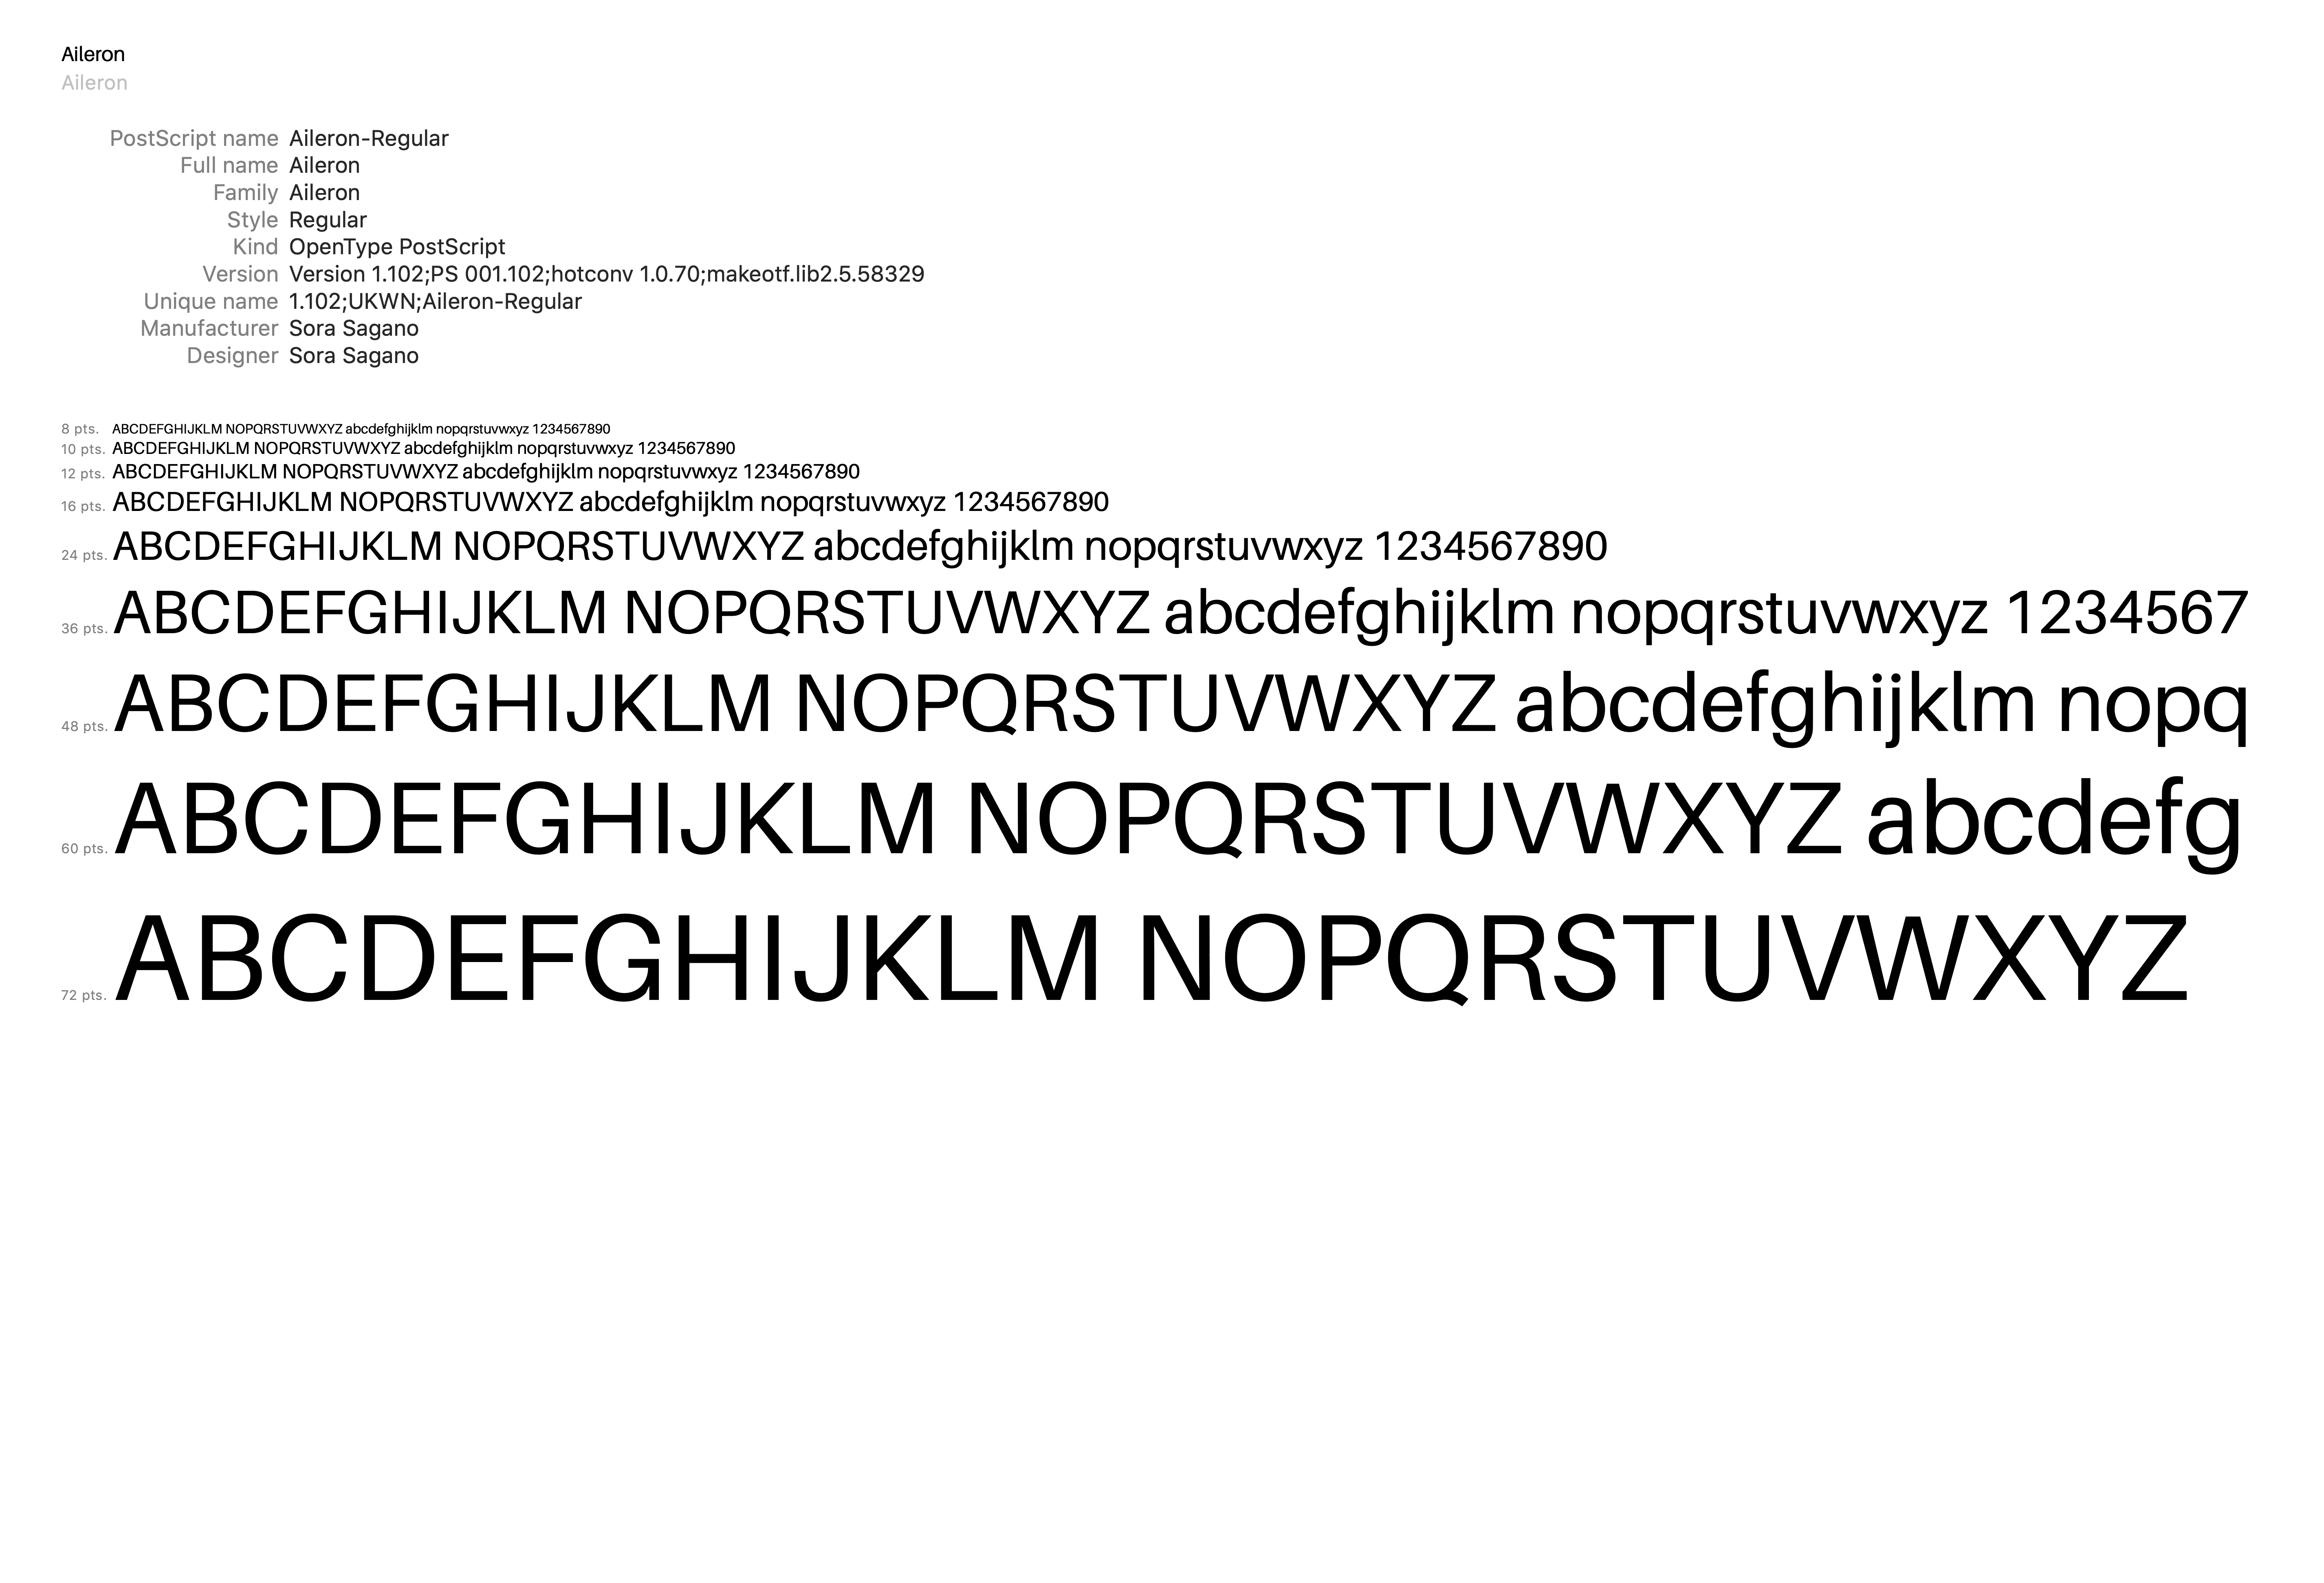 Aileron
Aileron
PostScript name Aileron-Regular
Full name Aileron
Family Aileron
Style Regular
Kind OpenType PostScript
Version Version 1.102;PS 001.102;hotconv 1.0.70;makeotf.lib2.5.58329
Unique name 1.102;UKWN;Aileron-Regular
Manufacturer Sora Sagano
Designer Sora Sagano
8 pts. ABCDEFGHIJKLM NOPQRSTUVWXYZ abcdefghijklm nopqrstuvwxyz 1234567890
10 pts. ABCDEFGHIJKLM NOPQRSTUVWXYZ abcdefghijklm nopqrstuvwxyz 1234567890
12 pts. ABCDEFGHIJKLM NOPQRSTUVWXYZ abcdefghijklm nopqrstuvwxyz 1234567890
16 pts. ABCDEFGHIJKLM NOPQRSTUVWXYZ abcdefghijklm nopqrstuvwxyz 1234567890
24 pts. ABCDEFGHIJKLM NOPQRSTUVWXYZ abcdefghijklm nopqrstuvwxyz 1234567890
36 pts. ABCDEFGHIJKLM NOPQRSTUVWXYZ abcdefghijklm nopqrstuvwxyz 1234567
48 pts. ABCDEFGHIJKLM NOPQRSTUVWXYZ abcdefghijklm nopq
60 pts. ABCDEFGHIJKLM NOPQRSTUVWXYZ abcdefg
72 pts. ABCDEFGHIJKLM NOPQRSTUVWXYZ